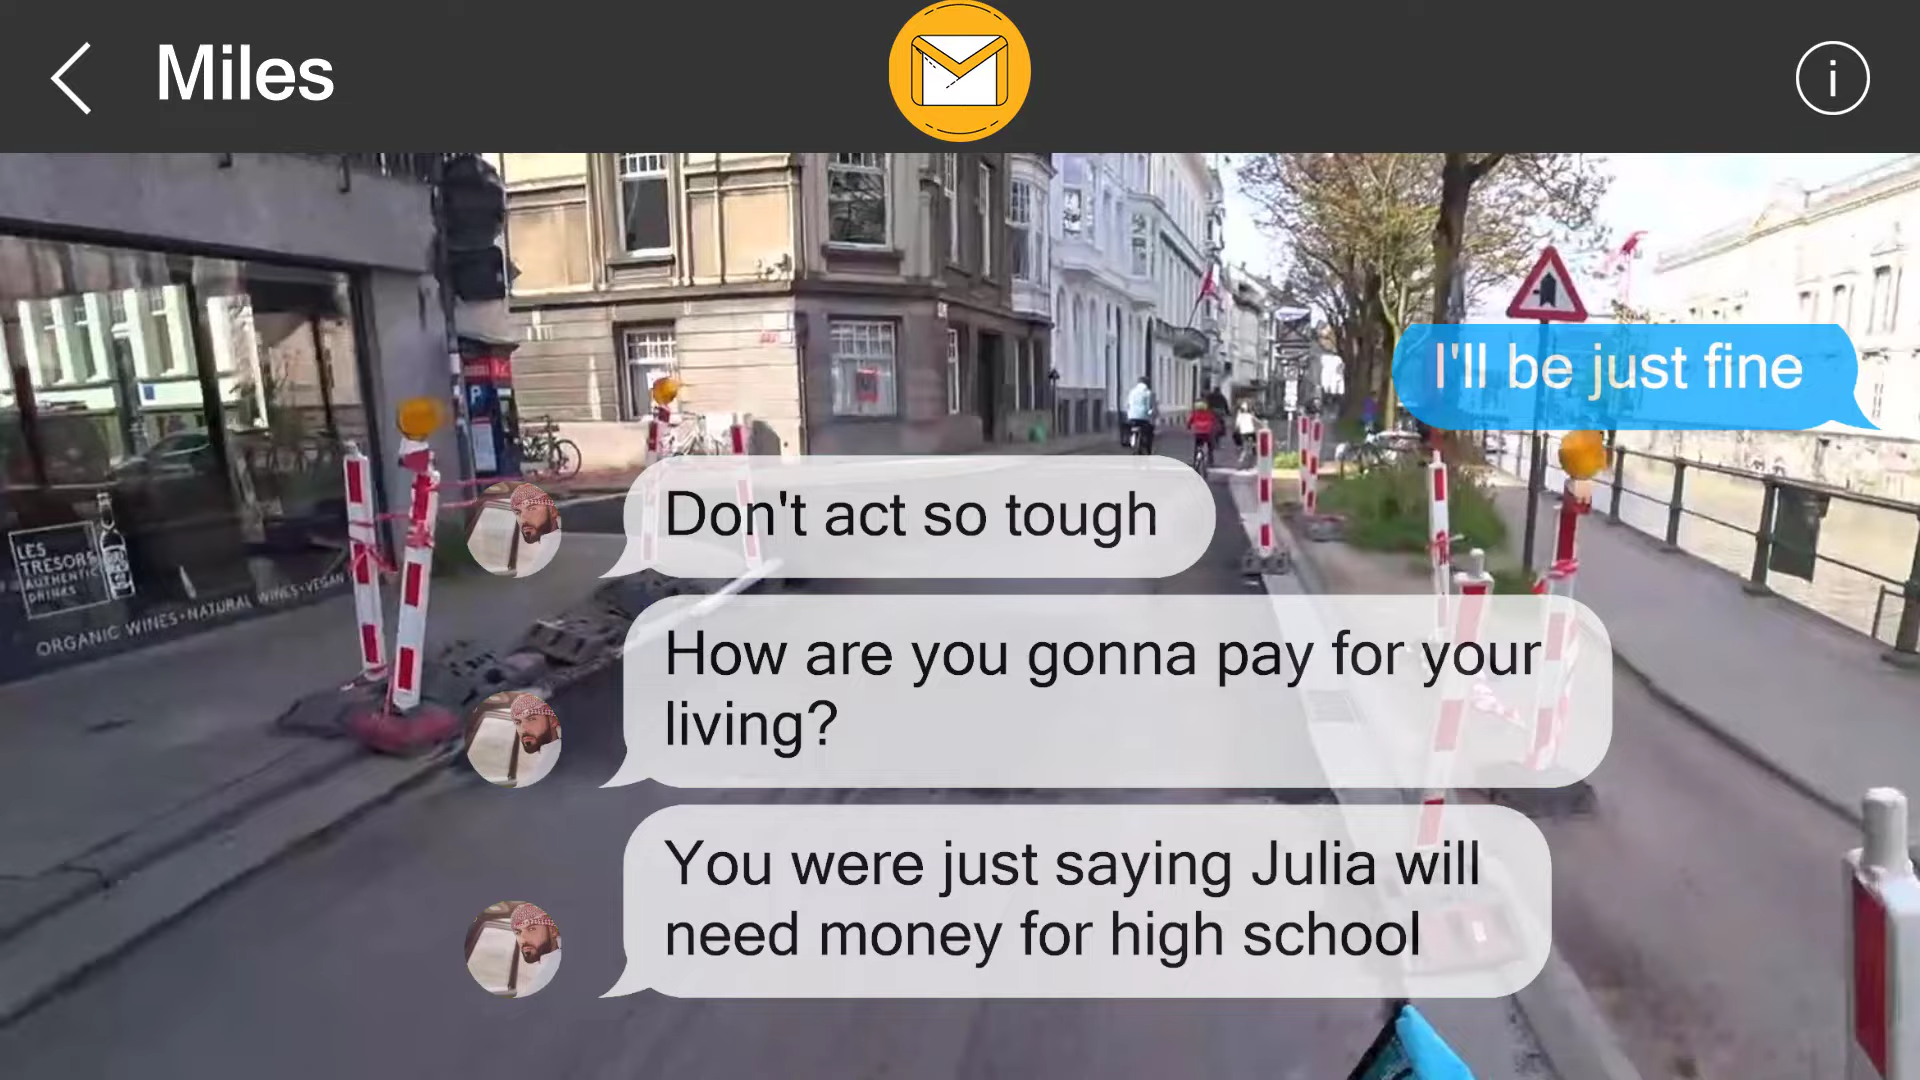 Miles
i
I'll be just fine
Don't act so tough
How are you gonna pay for your
living?
You were just saying Julia will
need money for high school
P
LES
TRESORS
AUTHENTIC
DRINKS
ORGANIC WINES•NATURAL WINES•VEGAN